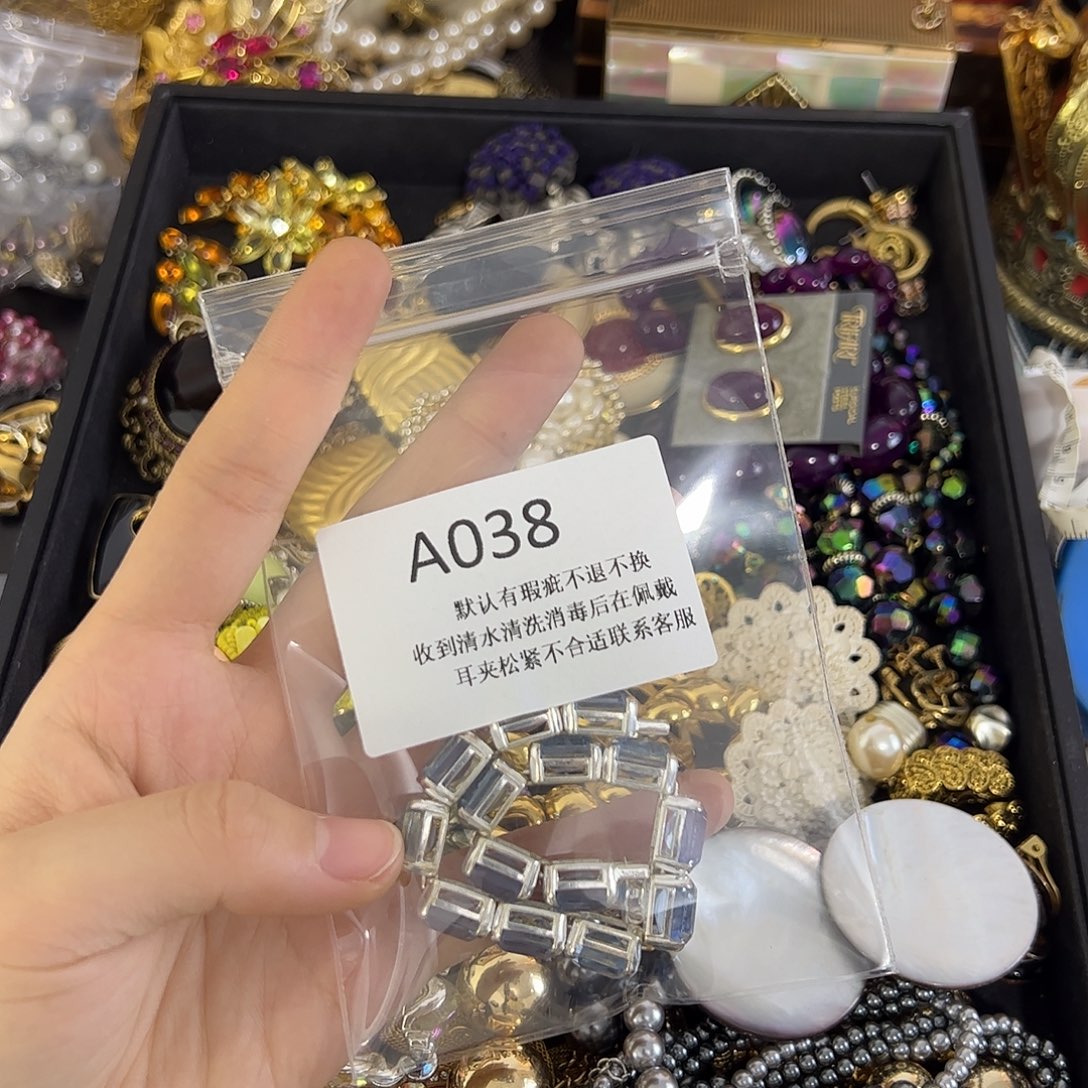 A038
默认有瑕疵不退不换
收到清水清洗消毒后在佩戴
耳夹松紧不合适联系客服